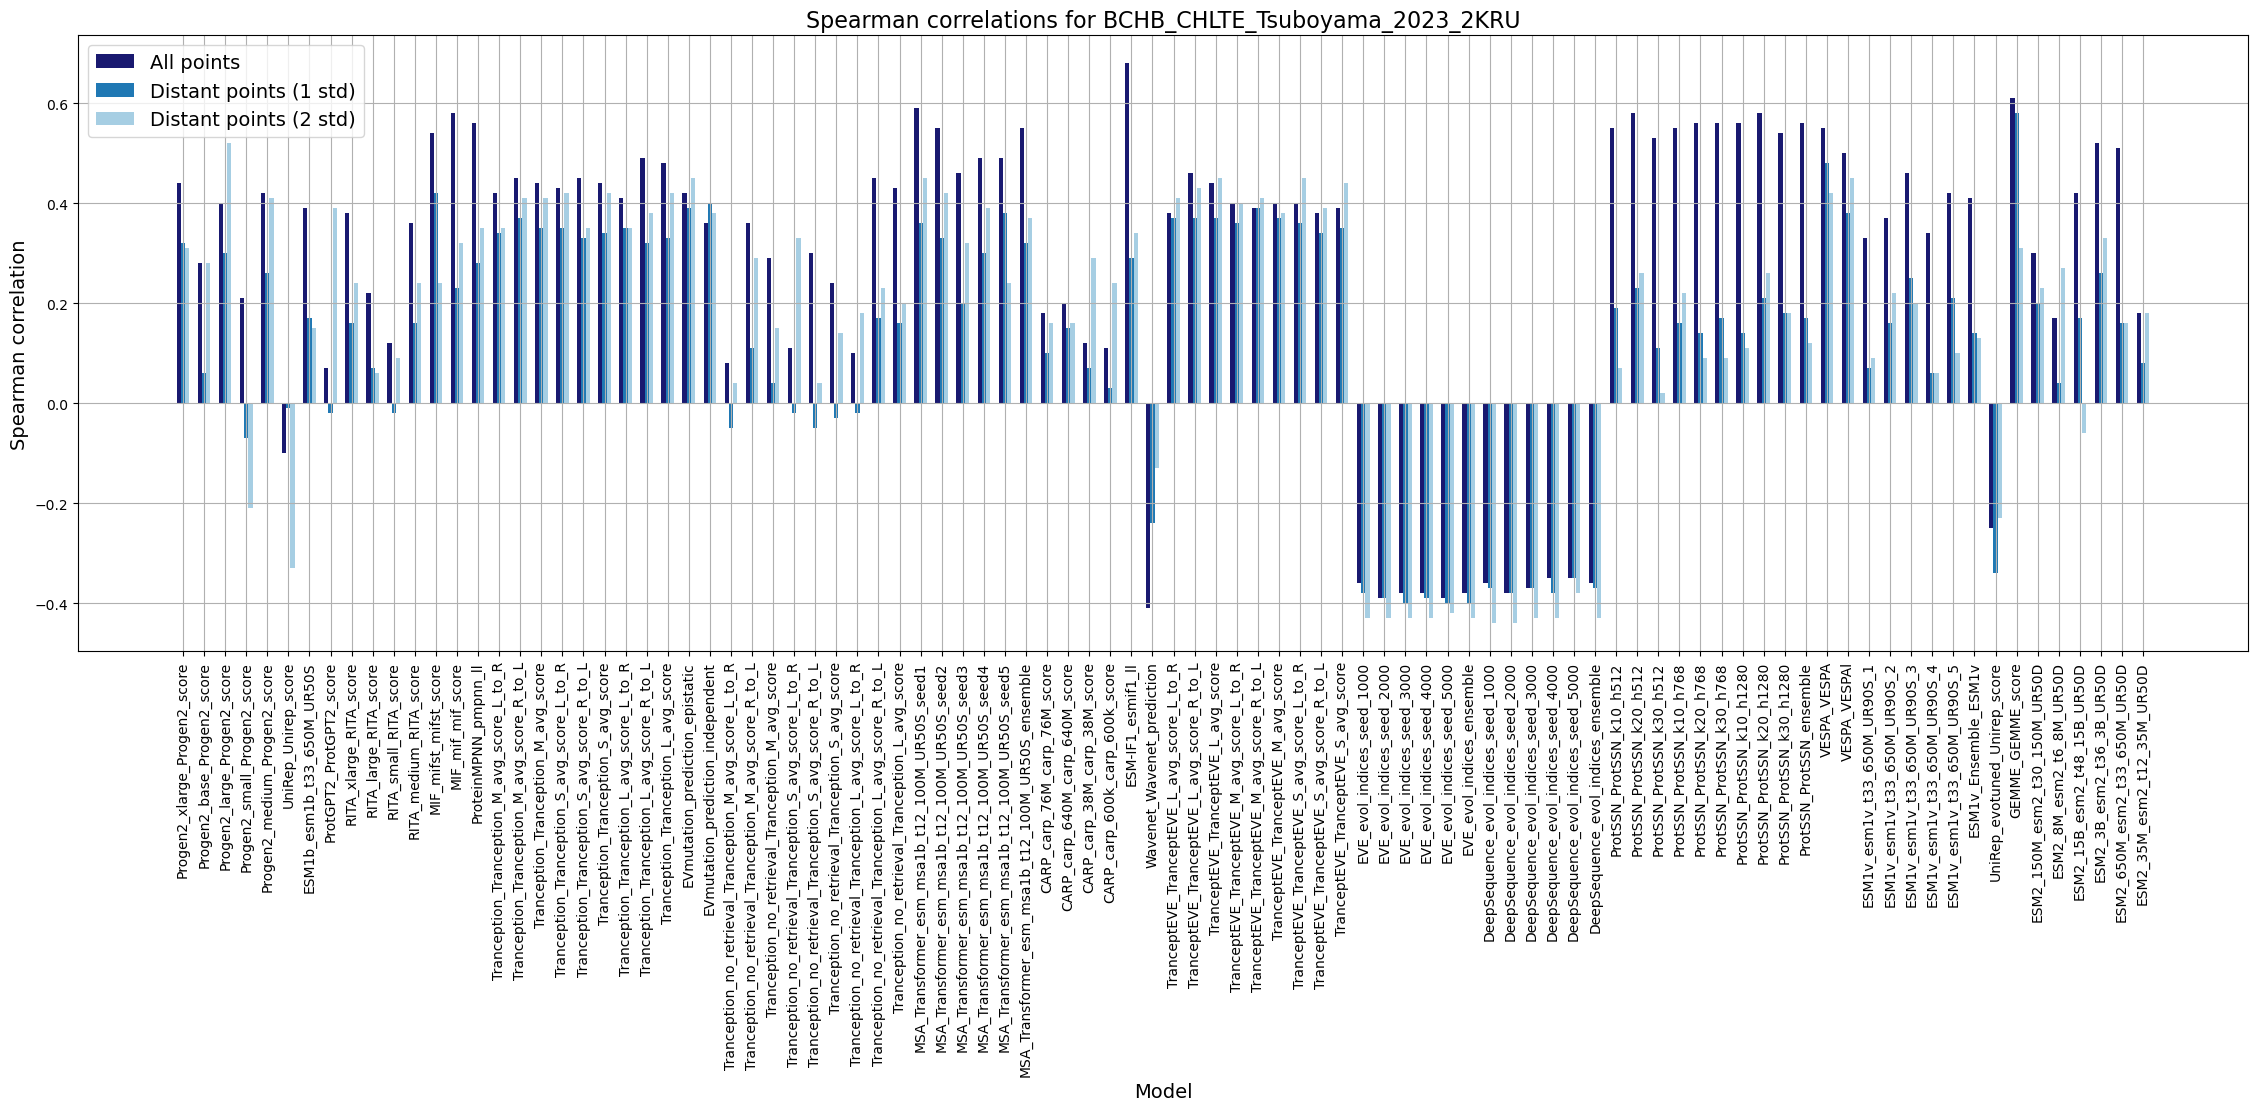 Spearman correlations for BCHB_CHLTE_Tsuboyama_2023_2KRU
All points
Distant points (1 std)
Distant points (2 std)
Spearman correlation
0.6
0.4
0.2
0.0
−0.2
−0.4
Progen2_xlarge_Progen2_score
Progen2_base_Progen2_score
Progen2_large_Progen2_score
Progen2_small_Progen2_score
Progen2_medium_Progen2_score
UniRep_Unirep_score
ESM1b_esm1b_t33_650M_UR50S
ProtGPT2_ProtGPT2_score
RITA_xlarge_RITA_score
RITA_large_RITA_score
RITA_small_RITA_score
RITA_medium_RITA_score
MIF_mifst_mifst_score
MIF_mif_mif_score
ProteinMPNN_pmpnn_ll
Tranception_Tranception_M_avg_score_L_to_R
Tranception_Tranception_M_avg_score_R_to_L
Tranception_Tranception_M_avg_score
Tranception_Tranception_S_avg_score_L_to_R
Tranception_Tranception_S_avg_score_R_to_L
Tranception_Tranception_S_avg_score
Tranception_Tranception_L_avg_score_L_to_R
Tranception_Tranception_L_avg_score_R_to_L
Tranception_Tranception_L_avg_score
EVmutation_prediction_epistatic
EVmutation_prediction_independent
Tranception_no_retrieval_Tranception_M_avg_score_L_to_R
Tranception_no_retrieval_Tranception_M_avg_score_R_to_L
Tranception_no_retrieval_Tranception_M_avg_score
Tranception_no_retrieval_Tranception_S_avg_score_L_to_R
Tranception_no_retrieval_Tranception_S_avg_score_R_to_L
Tranception_no_retrieval_Tranception_S_avg_score
Tranception_no_retrieval_Tranception_L_avg_score_L_to_R
Tranception_no_retrieval_Tranception_L_avg_score_R_to_L
Tranception_no_retrieval_Tranception_L_avg_score
MSA_Transformer_esm_msa1b_t12_100M_UR50S_seed1
MSA_Transformer_esm_msa1b_t12_100M_UR50S_seed2
MSA_Transformer_esm_msa1b_t12_100M_UR50S_seed3
MSA_Transformer_esm_msa1b_t12_100M_UR50S_seed4
MSA_Transformer_esm_msa1b_t12_100M_UR50S_seed5
MSA_Transformer_esm_msa1b_t12_100M_UR50S_ensemble
CARP_carp_76M_carp_76M_score
CARP_carp_640M_carp_640M_score
CARP_carp_38M_carp_38M_score
CARP_carp_600k_carp_600k_score
ESM-IF1_esmif1_ll
Wavenet_Wavenet_prediction
TranceptEVE_TranceptEVE_L_avg_score_L_to_R
TranceptEVE_TranceptEVE_L_avg_score_R_to_L
TranceptEVE_TranceptEVE_L_avg_score
TranceptEVE_TranceptEVE_M_avg_score_L_to_R
TranceptEVE_TranceptEVE_M_avg_score_R_to_L
TranceptEVE_TranceptEVE_M_avg_score
TranceptEVE_TranceptEVE_S_avg_score_L_to_R
TranceptEVE_TranceptEVE_S_avg_score_R_to_L
TranceptEVE_TranceptEVE_S_avg_score
EVE_evol_indices_seed_1000
EVE_evol_indices_seed_2000
EVE_evol_indices_seed_3000
EVE_evol_indices_seed_4000
EVE_evol_indices_seed_5000
EVE_evol_indices_ensemble
DeepSequence_evol_indices_seed_1000
DeepSequence_evol_indices_seed_2000
DeepSequence_evol_indices_seed_3000
DeepSequence_evol_indices_seed_4000
DeepSequence_evol_indices_seed_5000
DeepSequence_evol_indices_ensemble
ProtSSN_ProtSSN_k10_h512
ProtSSN_ProtSSN_k20_h512
ProtSSN_ProtSSN_k30_h512
ProtSSN_ProtSSN_k10_h768
ProtSSN_ProtSSN_k20_h768
ProtSSN_ProtSSN_k30_h768
ProtSSN_ProtSSN_k10_h1280
ProtSSN_ProtSSN_k20_h1280
ProtSSN_ProtSSN_k30_h1280
ProtSSN_ProtSSN_ensemble
VESPA_VESPA
VESPA_VESPAl
ESM1v_esm1v_t33_650M_UR90S_1
ESM1v_esm1v_t33_650M_UR90S_2
ESM1v_esm1v_t33_650M_UR90S_3
ESM1v_esm1v_t33_650M_UR90S_4
ESM1v_esm1v_t33_650M_UR90S_5
ESM1v_Ensemble_ESM1v
UniRep_evotuned_Unirep_score
GEMME_GEMME_score
ESM2_150M_esm2_t30_150M_UR50D
ESM2_8M_esm2_t6_8M_UR50D
ESM2_15B_esm2_t48_15B_UR50D
ESM2_3B_esm2_t36_3B_UR50D
ESM2_650M_esm2_t33_650M_UR50D
ESM2_35M_esm2_t12_35M_UR50D
Model